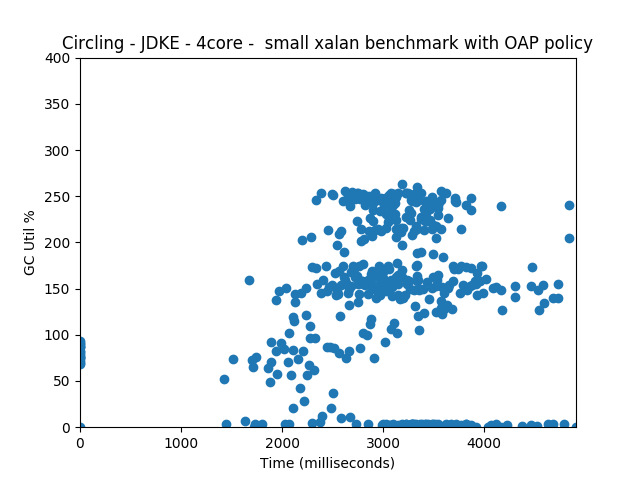 Circling - JDKE - 4core -  small xalan benchmark with OAP policy
400
350
300
250
200
150
100
50
0
GC Util %
0 1000 2000 3000 4000
Time (milliseconds)